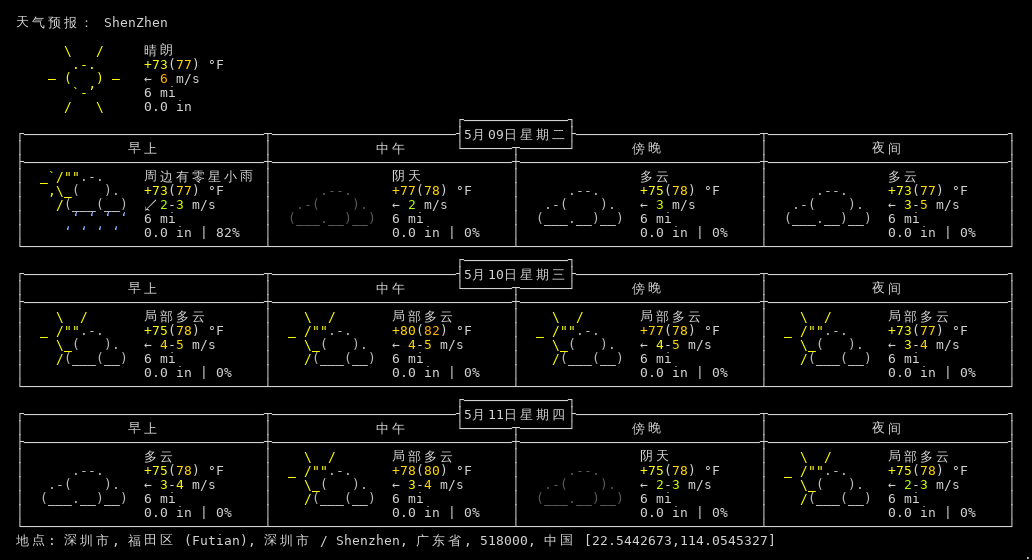 天气预报： ShenZhen
晴朗
+73(77) °F
← 6 m/s
6 mi
0.0 in
5月09日星期二
早上 中午 傍晚 夜间
周边有零星小雨 阴天 多云 多云
+73(77) °F +77(78) °F +75(78) °F +73(77) °F
↙ 2-3 m/s ← 2 m/s ← 3 m/s ← 3-5 m/s
6 mi 6 mi 6 mi 6 mi
0.0 in | 82% 0.0 in | 0% 0.0 in | 0% 0.0 in | 0%
5月10日星期三
早上 中午 傍晚 夜间
局部多云 局部多云 局部多云 局部多云
+75(78) °F +80(82) °F +77(78) °F +73(77) °F
← 4-5 m/s ← 4-5 m/s ← 4-5 m/s ← 3-4 m/s
6 mi 6 mi 6 mi 6 mi
0.0 in | 0% 0.0 in | 0% 0.0 in | 0% 0.0 in | 0%
5月11日星期四
早上 中午 傍晚 夜间
多云 局部多云 阴天 局部多云
+75(78) °F +78(80) °F +75(78) °F +75(78) °F
← 3-4 m/s ← 3-4 m/s ← 2-3 m/s ← 2-3 m/s
6 mi 6 mi 6 mi 6 mi
0.0 in | 0% 0.0 in | 0% 0.0 in | 0% 0.0 in | 0%
地点: 深圳市, 福田区 (Futian), 深圳市 / Shenzhen, 广东省, 518000, 中国 [22.5442673,114.0545327]